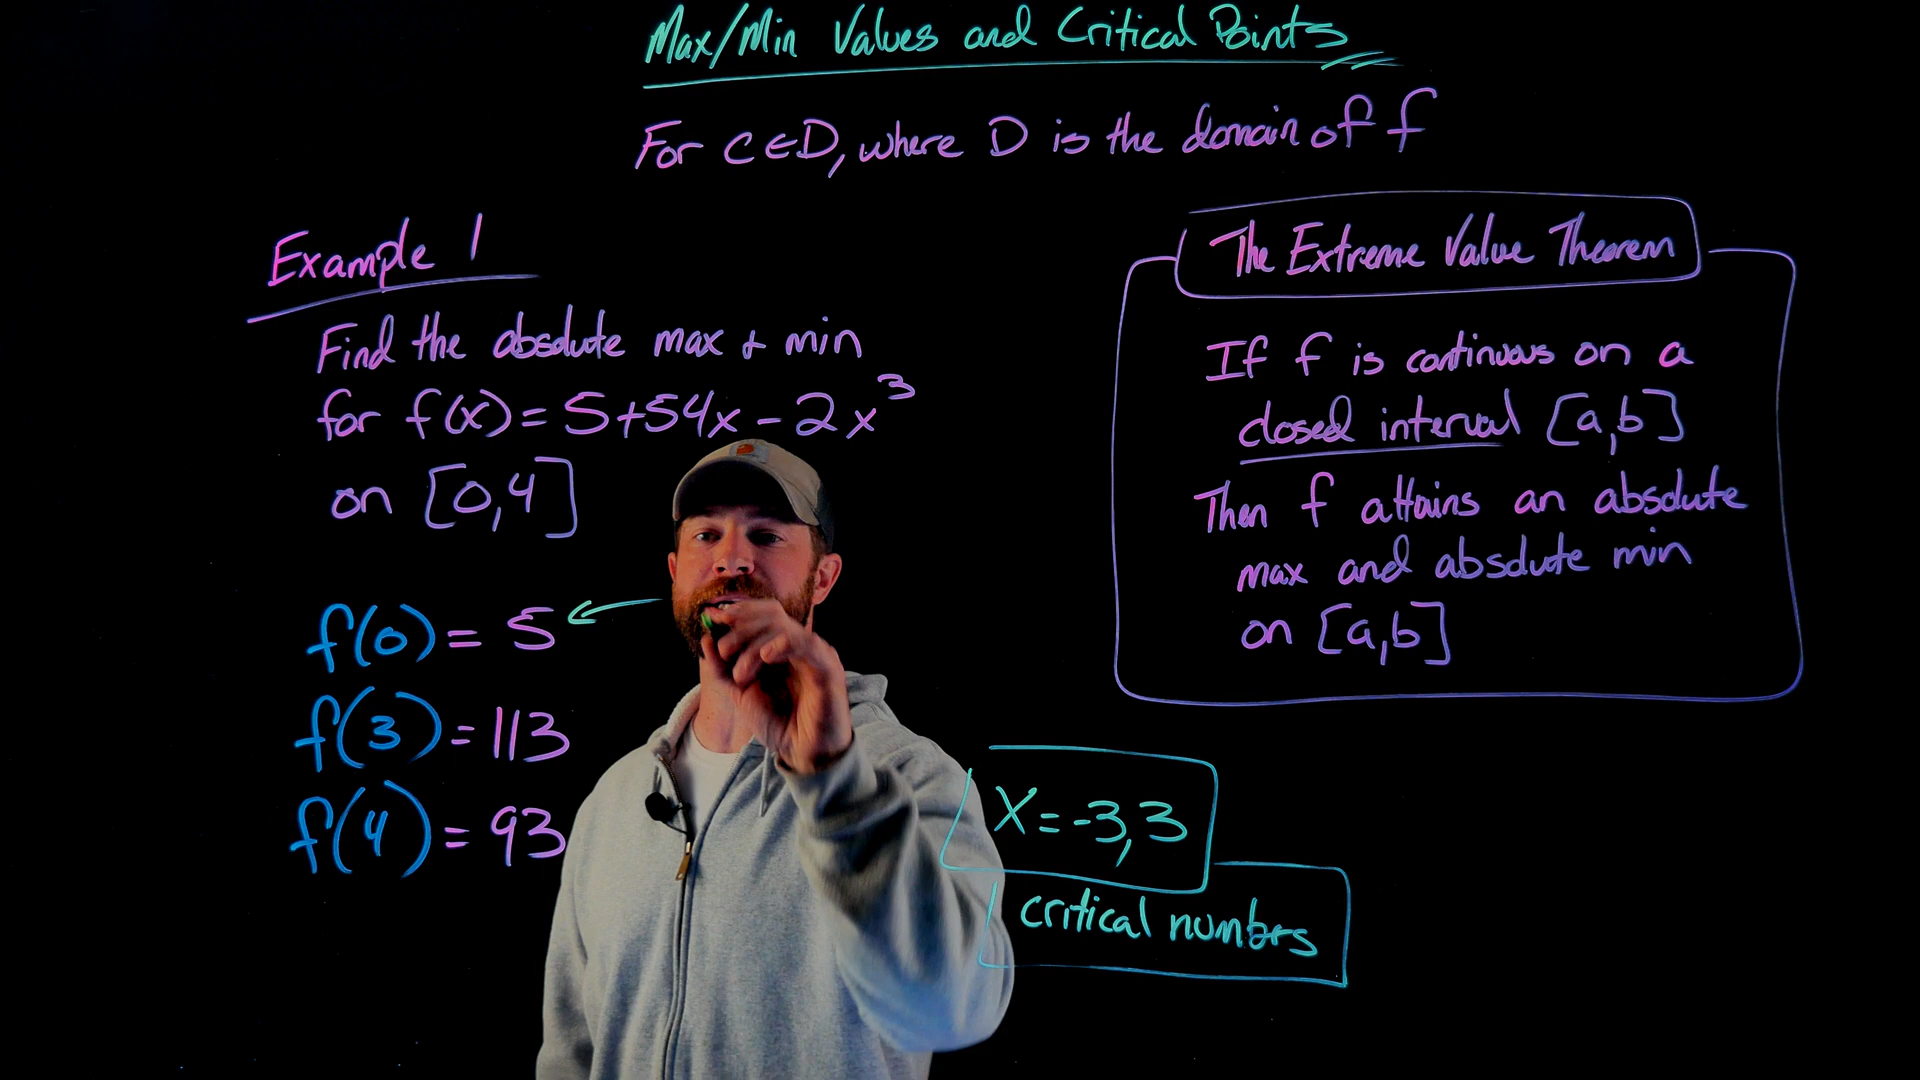 Max/Min Values and Critical Points
For C∈D, where D is the domain of f
Example 1
Find the absolute max + min
for f(x) = 5+54x - 2x³
on [0,4]
f(0) = 5
f(3) = 113
f(4) = 93
The Extreme Value Theorem
If f is continuous on a
closed interval [a,b]
Then f attains an absolute
max and absolute min
on [a,b]
X = -3, 3
critical numbers